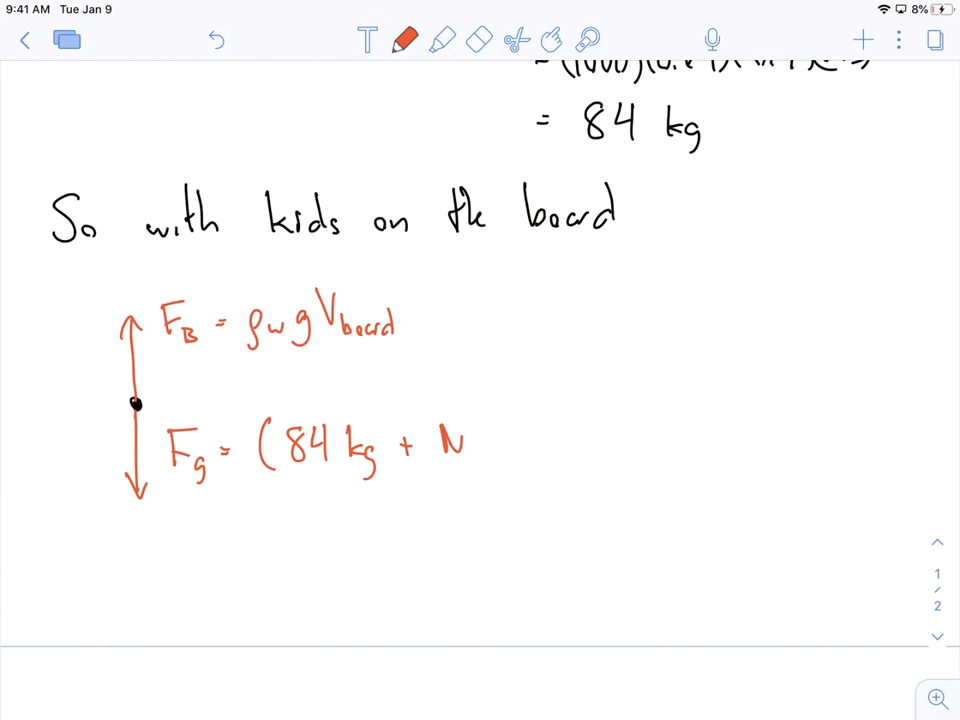 9:41 AM Tue Jan 9
8%
T
= 84 kg
So with kids on the board
F_B = ρ_w g V_board
F_g = (84 kg + N
1
/
2